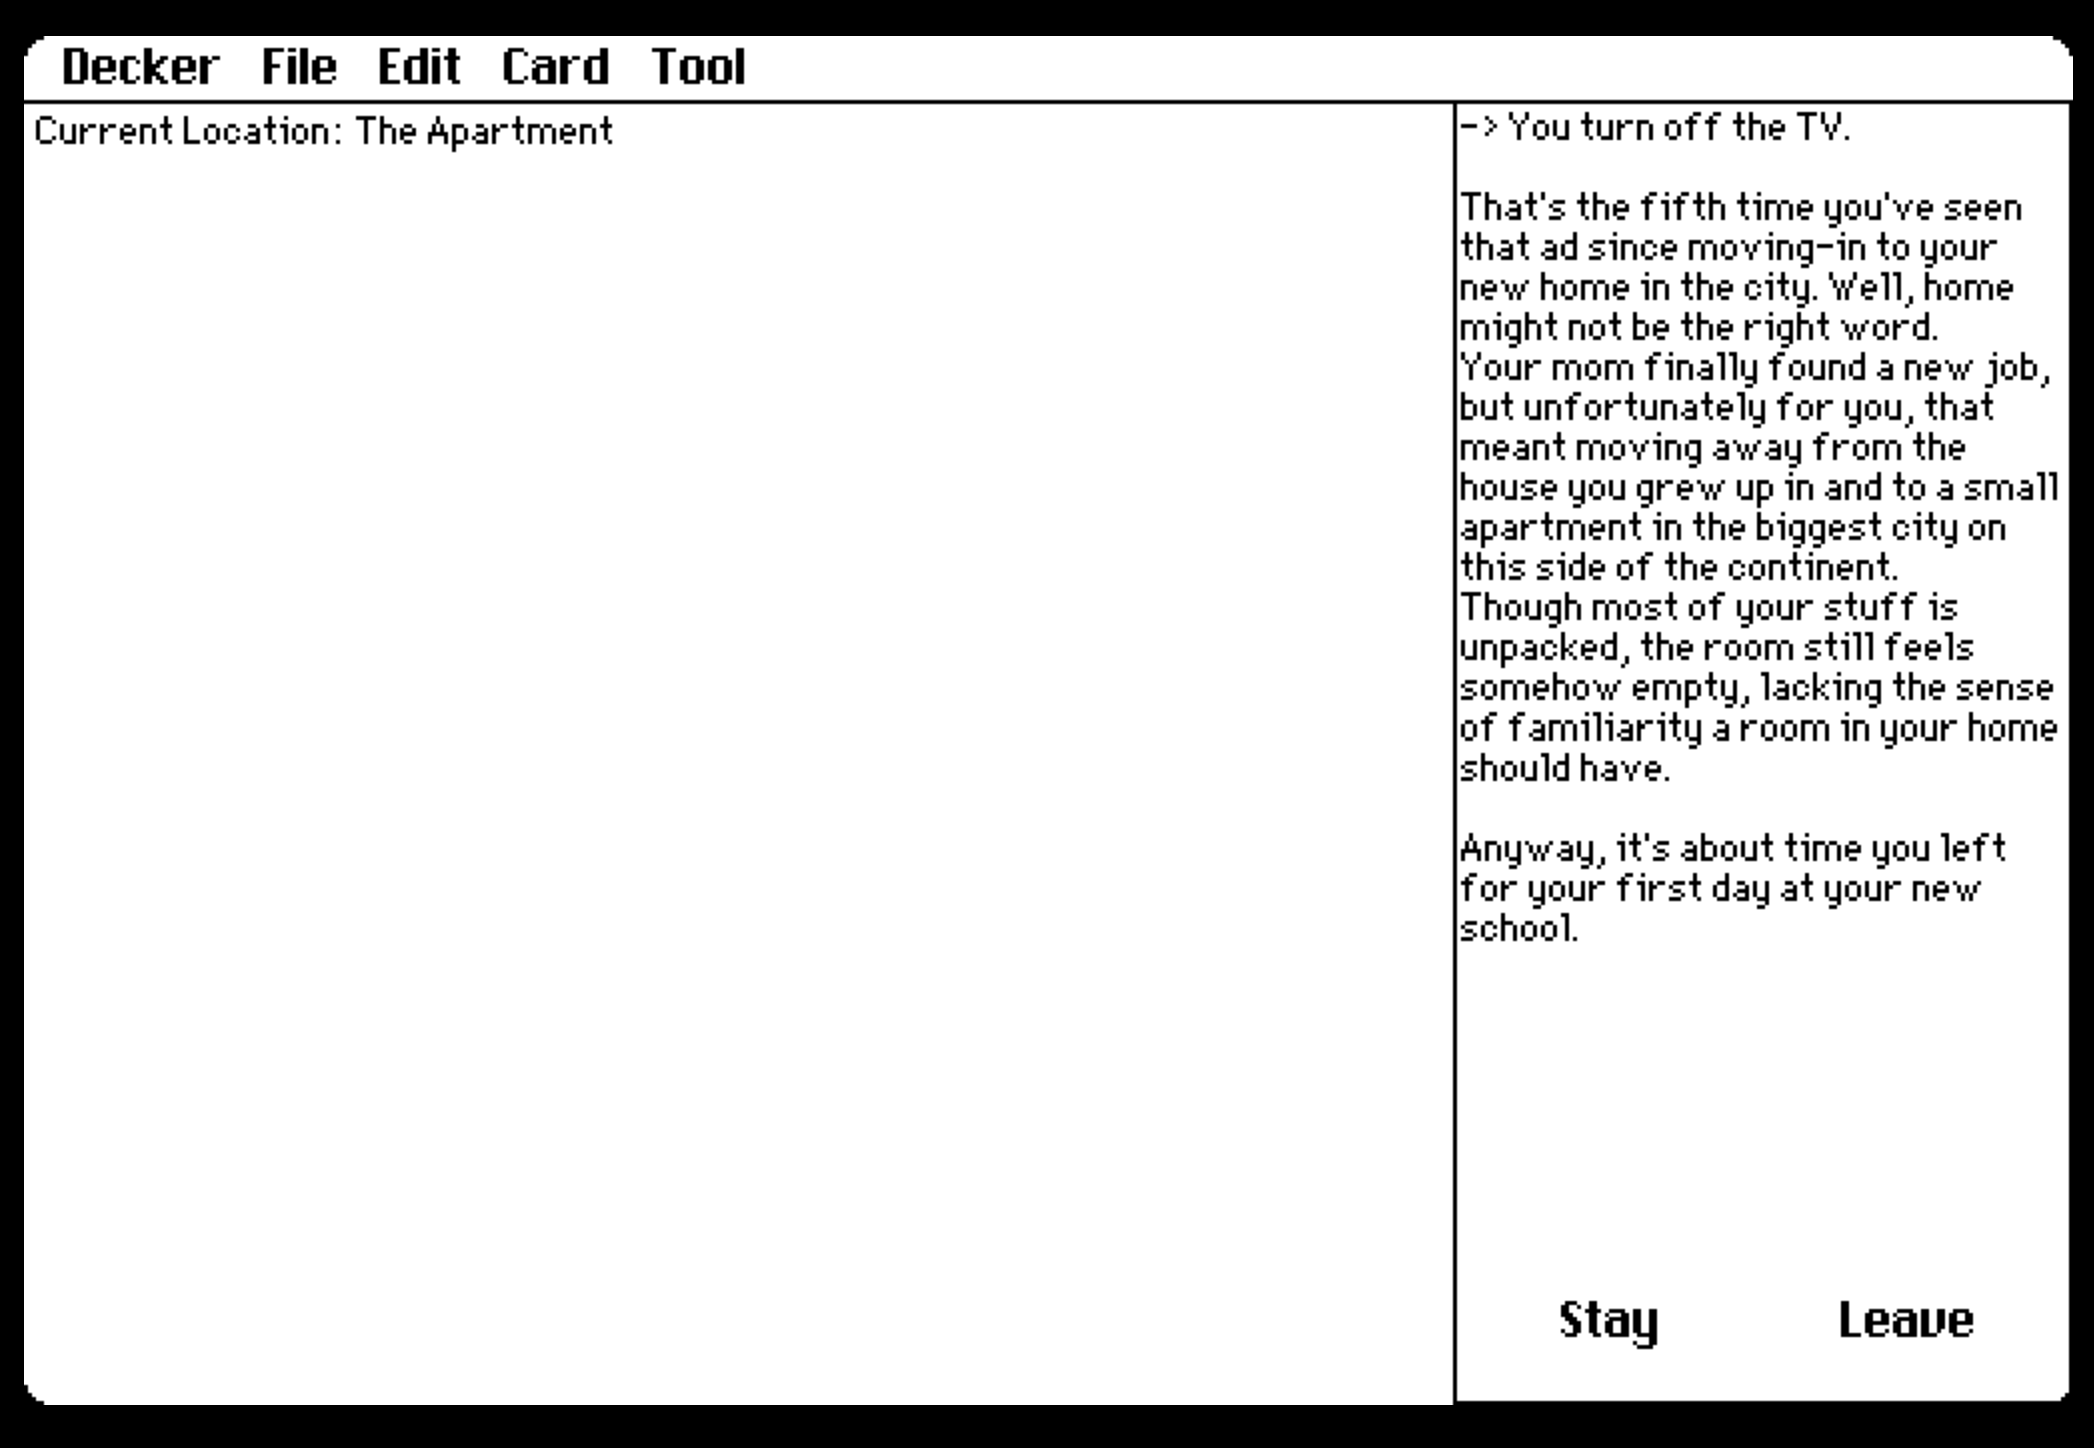 Decker File Edit Card Tool
Current Location: The Apartment
-> You turn off the TV.
That's the fifth time you've seen
that ad since moving-in to your
new home in the city. Well, home
might not be the right word.
Your mom finally found a new job,
but unfortunately for you, that
meant moving away from the
house you grew up in and to a small
apartment in the biggest city on
this side of the continent.
Though most of your stuff is
unpacked, the room still feels
somehow empty, lacking the sense
of familiarity a room in your home
should have.
Anyway, it's about time you left
for your first day at your new
school.
Stay Leave